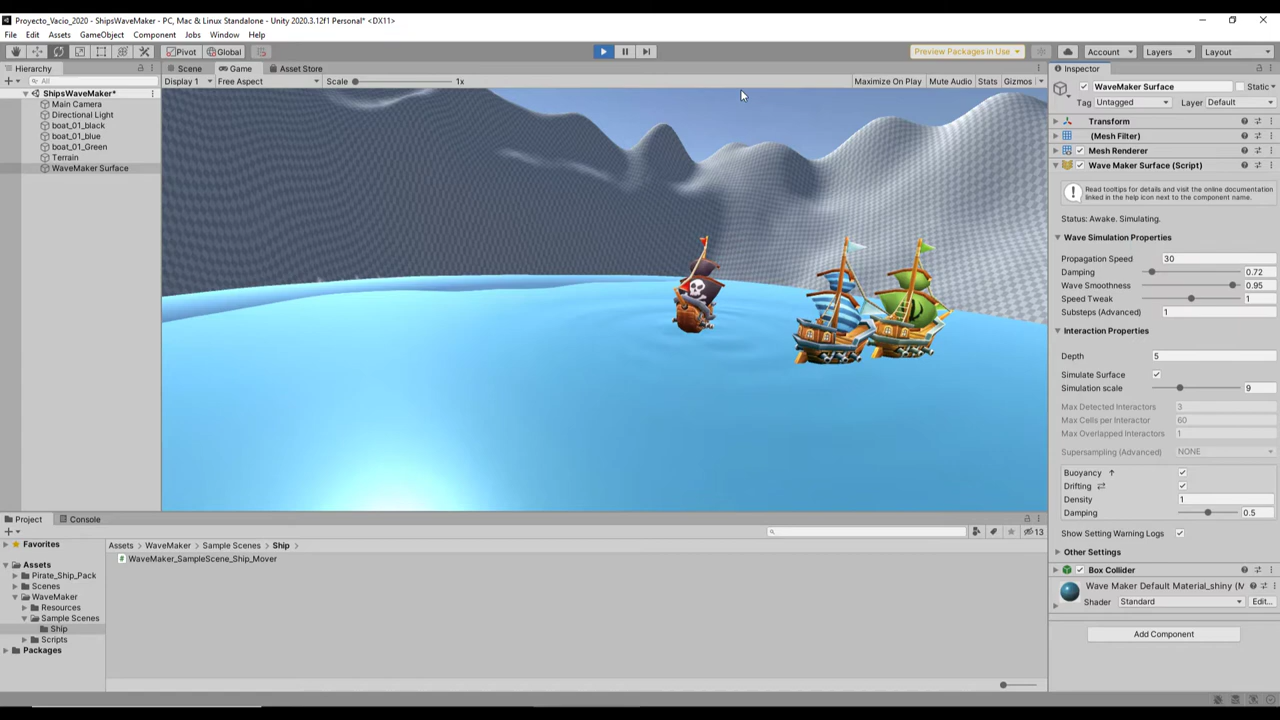 Proyecto_Vacio_2020 - ShipsWaveMaker - PC, Mac & Linux Standalone - Unity 2020.3.12f1 Personal* <DX11>
File Edit Assets GameObject Component Jobs Window Help
Pivot Global Preview Packages in Use Account Layers Layout
Hierarchy Scene Game Asset Store Inspector
All Display 1 Free Aspect Scale 1x Maximize On Play Mute Audio Stats Gizmos
WaveMaker Surface Static
Tag Untagged Layer Default
ShipsWaveMaker*
Main Camera
Directional Light
boat_01_black
boat_01_blue
boat_01_Green
Terrain
WaveMaker Surface
Transform
(Mesh Filter)
Mesh Renderer
Wave Maker Surface (Script)
Read tooltips for details and visit the online documentation
linked in the help icon next to the component name.
Status: Awake. Simulating.
Wave Simulation Properties
Propagation Speed 30
Damping 0.72
Wave Smoothness 0.95
Speed Tweak 1
Substeps (Advanced) 1
Interaction Properties
Depth 5
Simulate Surface
Simulation scale 9
Max Detected Interactors 3
Max Cells per Interactor 60
Max Overlapped Interactors 1
Supersampling (Advanced) NONE
Buoyancy
Drifting
Density 1
Damping 0.5
Show Setting Warning Logs
Other Settings
Box Collider
Wave Maker Default Material_shiny (M
Shader Standard Edit...
Add Component
Project Console
13
Favorites
Assets
Pirate_Ship_Pack
Scenes
WaveMaker
Resources
Sample Scenes
Ship
Scripts
Packages
Assets WaveMaker Sample Scenes Ship
WaveMaker_SampleScene_Ship_Mover